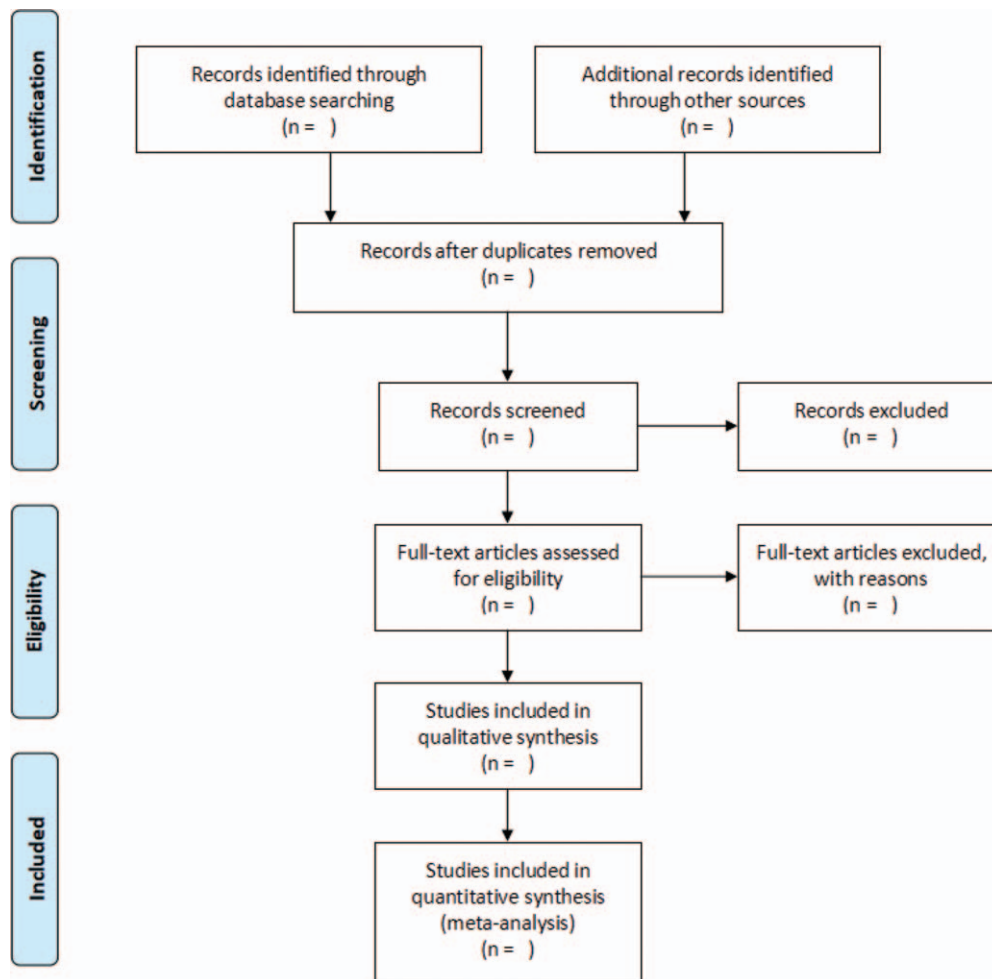 Identification
Records identified through
database searching
(n =   )
Additional records identified
through other sources
(n =   )
Records after duplicates removed
(n =   )
Screening
Records screened
(n =   )
Records excluded
(n =   )
Eligibility
Full-text articles assessed
for eligibility
(n =   )
Full-text articles excluded,
with reasons
(n =   )
Studies included in
qualitative synthesis
(n =   )
Included
Studies included in
quantitative synthesis
(meta-analysis)
(n =   )